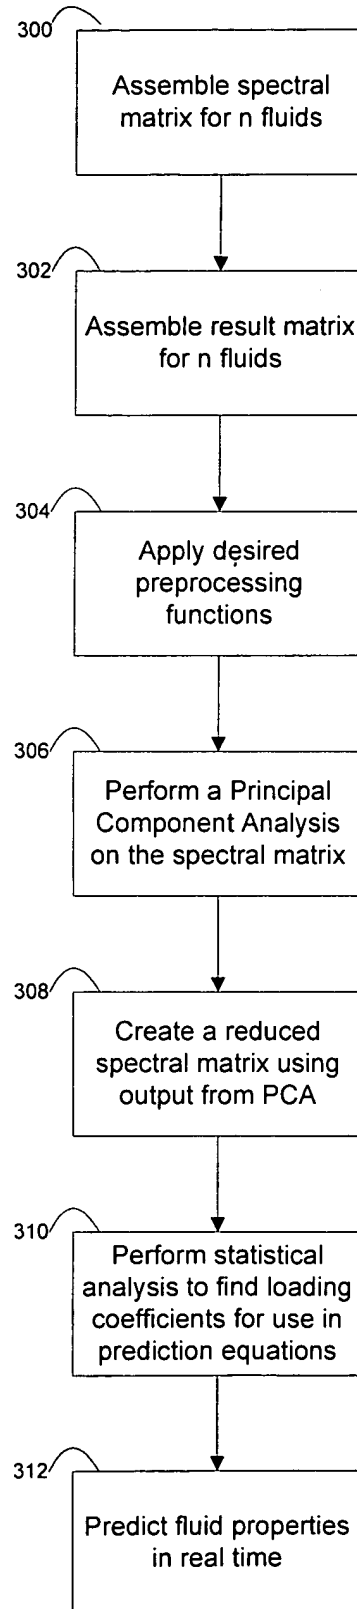 300
Assemble spectral
matrix for n fluids
302
Assemble result matrix
for n fluids
304
Apply desired
preprocessing
functions
306
Perform a Principal
Component Analysis
on the spectral matrix
308
Create a reduced
spectral matrix using
output from PCA
310
Perform statistical
analysis to find loading
coefficients for use in
prediction equations
312
Predict fluid properties
in real time